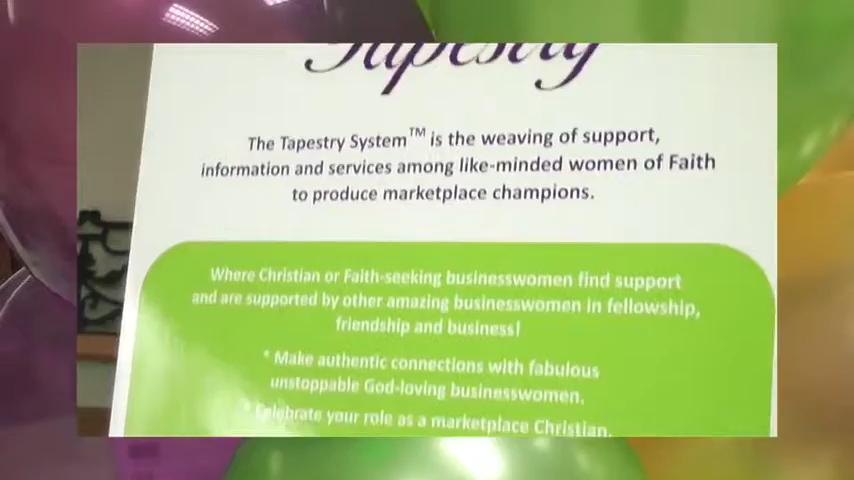 Tapestry
The Tapestry System™ is the weaving of support,
information and services among like-minded women of Faith
to produce marketplace champions.
Where Christian or Faith-seeking businesswomen find support
and are supported by other amazing businesswomen in fellowship,
friendship and business!
* Make authentic connections with fabulous
unstoppable God-loving businesswomen.
* Celebrate your role as a marketplace Christian.